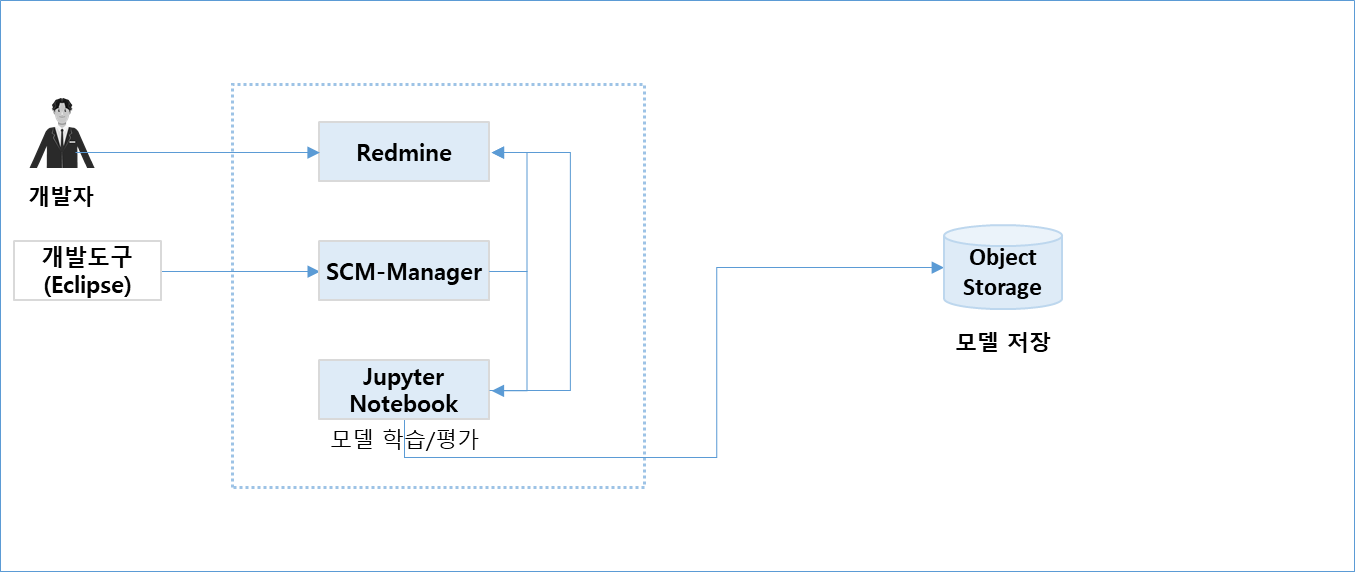 개발자
Redmine
개발도구
(Eclipse)
SCM-Manager
Jupyter
Notebook
모델 학습/평가
Object
Storage
모델 저장